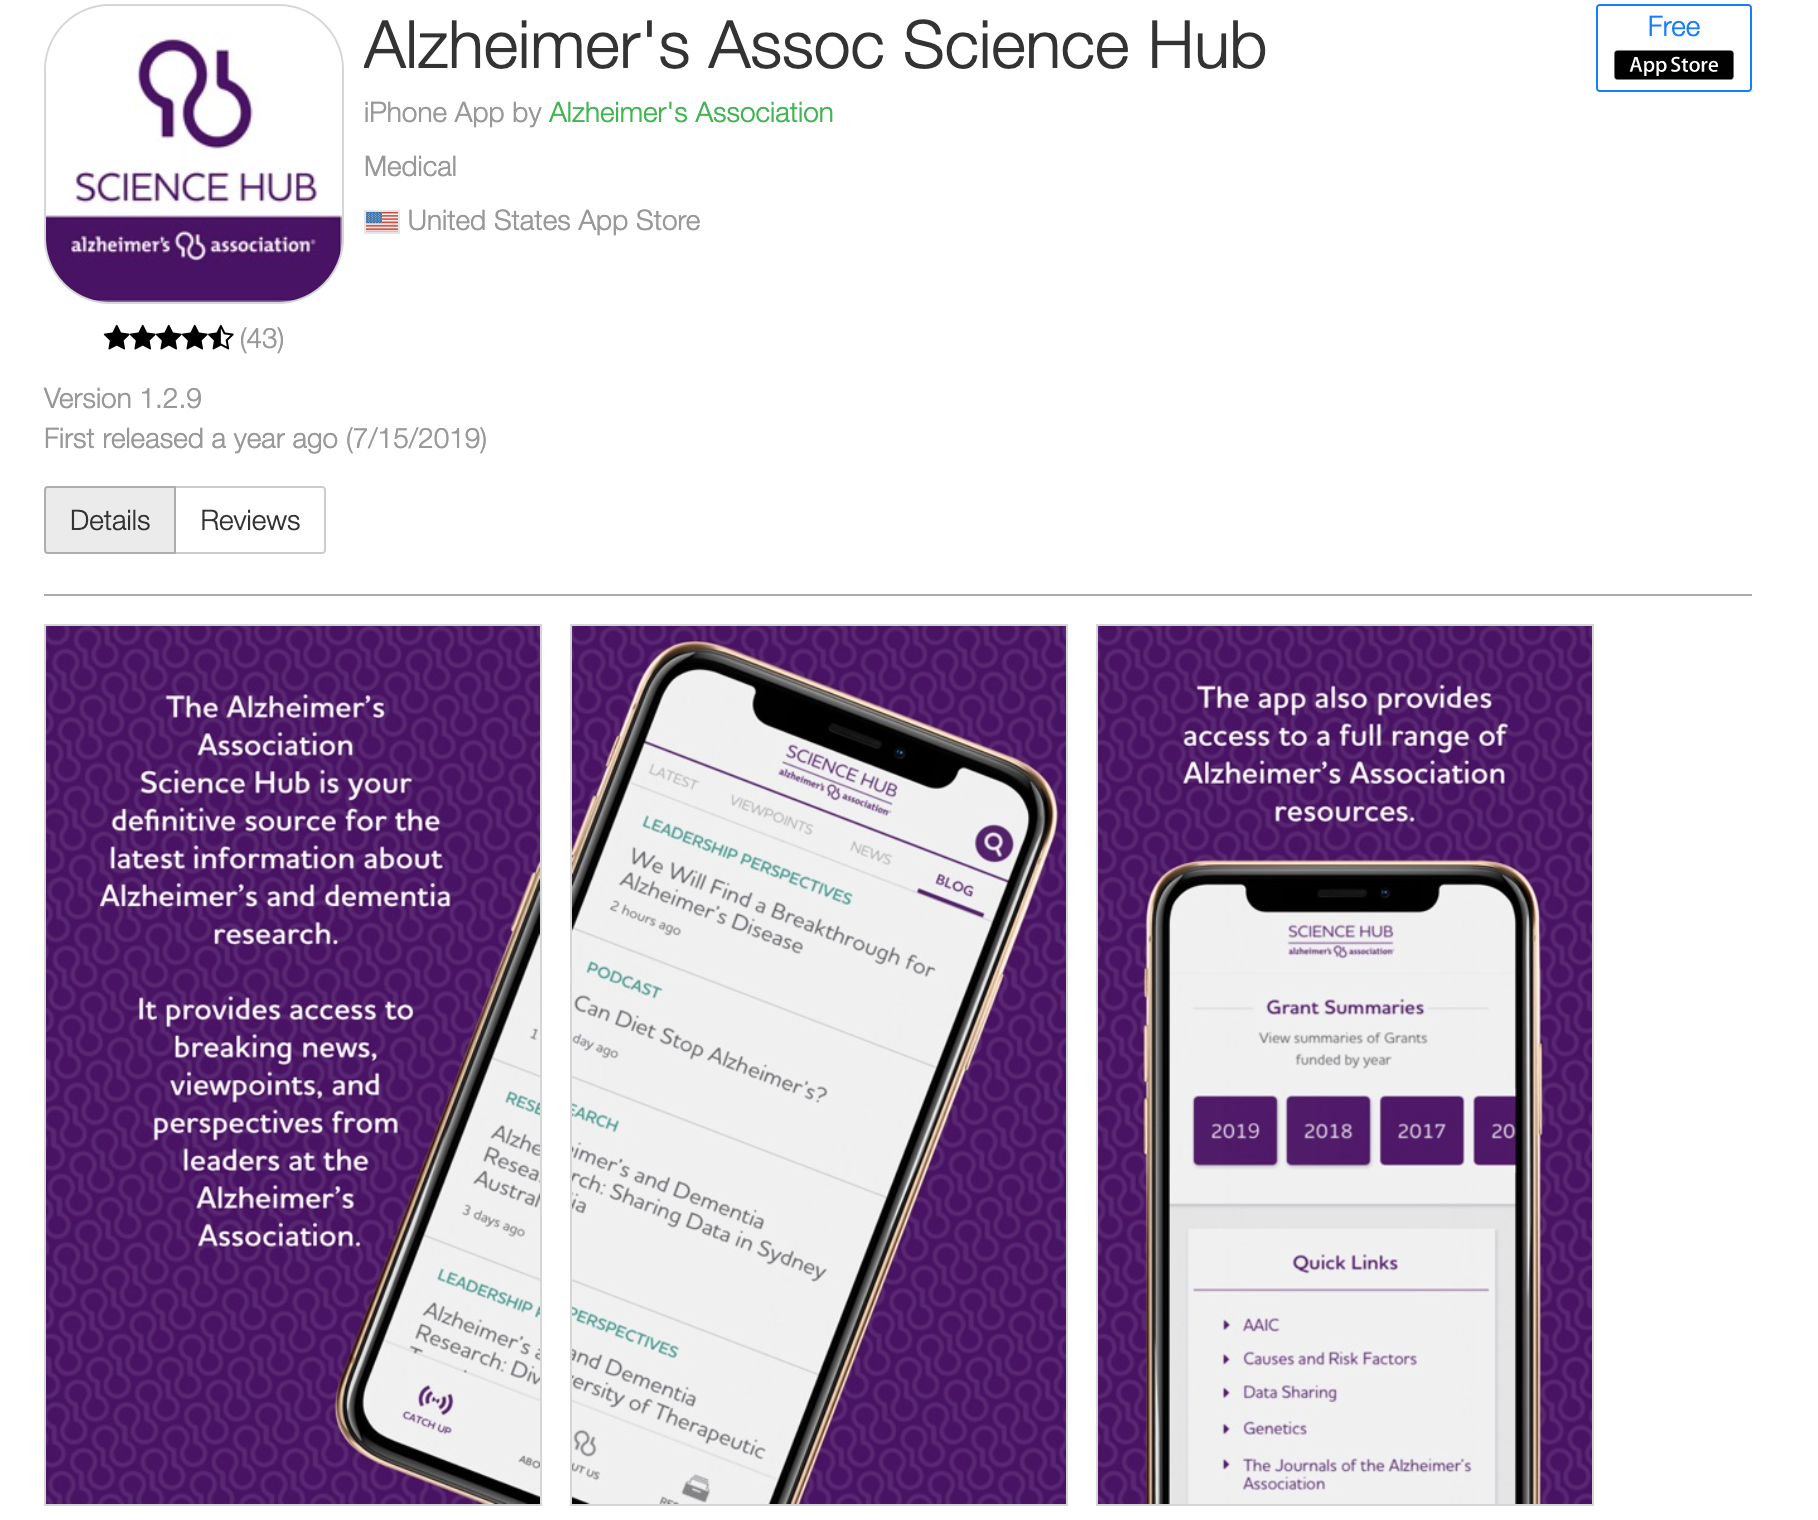 SCIENCE HUB
alzheimer's association®
(43)
Version 1.2.9
First released a year ago (7/15/2019)
Alzheimer's Assoc Science Hub
iPhone App by Alzheimer's Association
Medical
United States App Store
Free
App Store
Details
Reviews
The Alzheimer's
Association
Science Hub is your
definitive source for the
latest information about
Alzheimer's and dementia
research.
It provides access to
breaking news,
viewpoints, and
perspectives from
leaders at the
Alzheimer's
Association.
1
RESE
Alzhe
Resea
Austral
3 days ago
LEADERSHIP
Alzheimer's a
Research: Div
CATCH UP
ABO
SCIENCE HUB
alzheimer's association
LATEST
VIEWPOINTS
NEWS
BLOG
LEADERSHIP PERSPECTIVES
We Will Find a Breakthrough for
Alzheimer's Disease
2 hours ago
PODCAST
Can Diet Stop Alzheimer's?
day ago
EARCH
imer's and Dementia
rch: Sharing Data in Sydney
ia
PERSPECTIVES
and Dementia
ersity of Therapeutic
UT US
The app also provides
access to a full range of
Alzheimer's Association
resources.
SCIENCE HUB
alzheimer's association
Grant Summaries
View summaries of Grants
funded by year
2019
2018
2017
20
Quick Links
AAIC
Causes and Risk Factors
Data Sharing
Genetics
The Journals of the Alzheimer's
Association